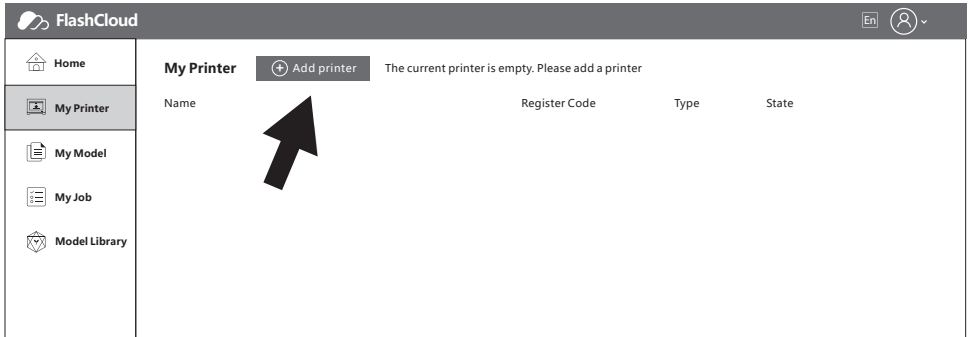 FlashCloud
En
Home
My Printer
My Model
My Job
Model Library
My Printer
Add printer
The current printer is empty. Please add a printer
Name
Register Code
Type
State